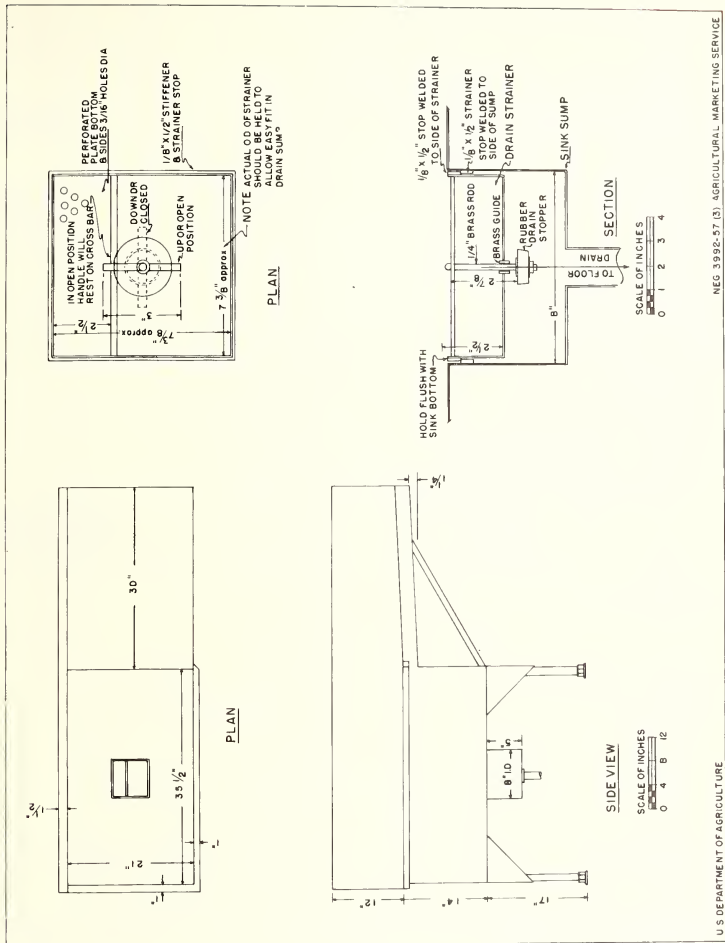 PERFORATED
PLATE BOTTOM
& SIDES 3/16" HOLES DIA
IN OPEN POSITION
HANDLE WILL
REST ON CROSS BAR
1/8" X 1/2" STIFFENER
& STRAINER STOP
DOWN OR
CLOSED
UP OR OPEN
POSITION
2 1/2"
3"
7 3/8" approx
7 3/8" approx
NOTE ACTUAL O D OF STRAINER
SHOULD BE HELD TO
ALLOW EASY FIT IN
DRAIN SUMP
PLAN
1/8" X 1/2" STOP WELDED
TO SIDE OF STRAINER
1/8" X 1/2" STRAINER
STOP WELDED TO
SIDE OF SUMP
DRAIN STRAINER
SINK SUMP
1/4" BRASS ROD
BRASS GUIDE
RUBBER
DRAIN
STOPPER
2 7/8"
2 1/2"
8"
HOLD FLUSH WITH
SINK BOTTOM
TO FLOOR
DRAIN
SECTION
SCALE OF INCHES
0 1 2 3 4
1 1/2"
30"
35 1/2"
21"
1"
1"
PLAN
1/4"
12"
14"
17"
5"
8" I.D
SIDE VIEW
SCALE OF INCHES
0 4 8 12
U S DEPARTMENT OF AGRICULTURE
NEG 3992-57 (3) AGRICULTURAL MARKETING SERVICE